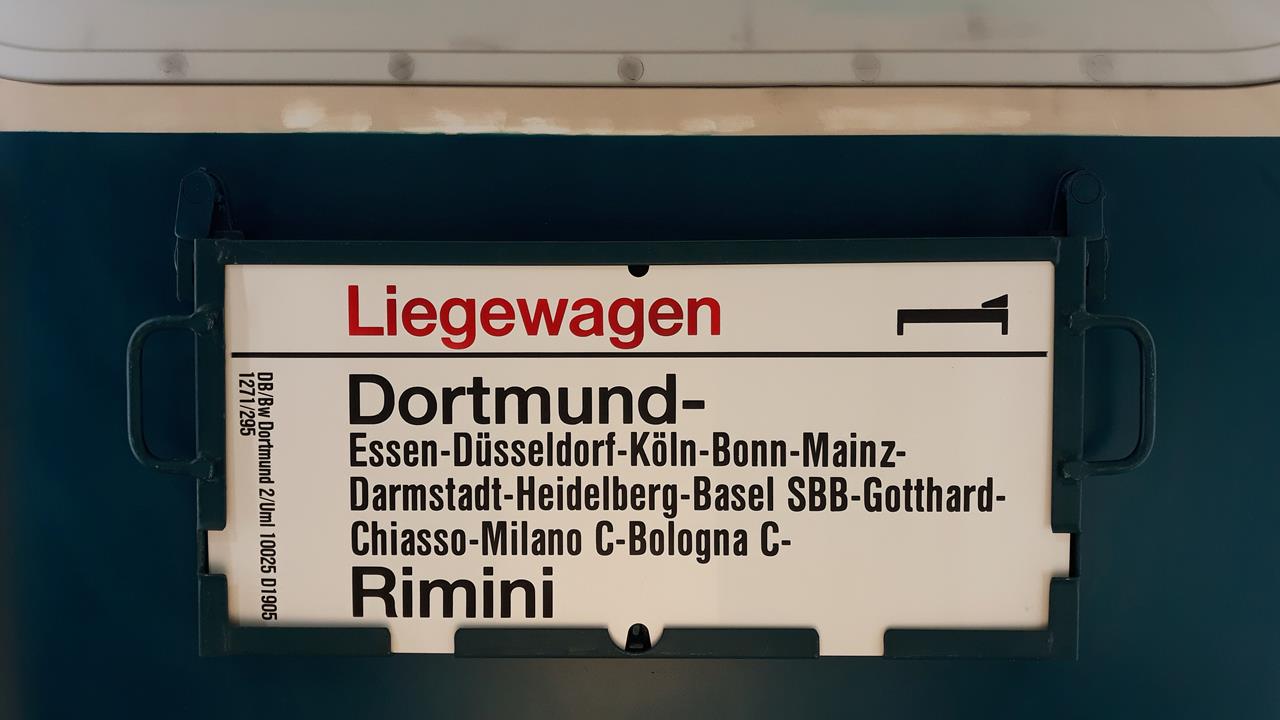 Liegewagen
Dortmund-
Essen-Düsseldorf-Köln-Bonn-Mainz-
Darmstadt-Heidelberg-Basel SBB-Gotthard-
Chiasso-Milano C-Bologna C-
Rimini
DB/Bw Dortmund 2/Uml 10025 D1905
1271/295